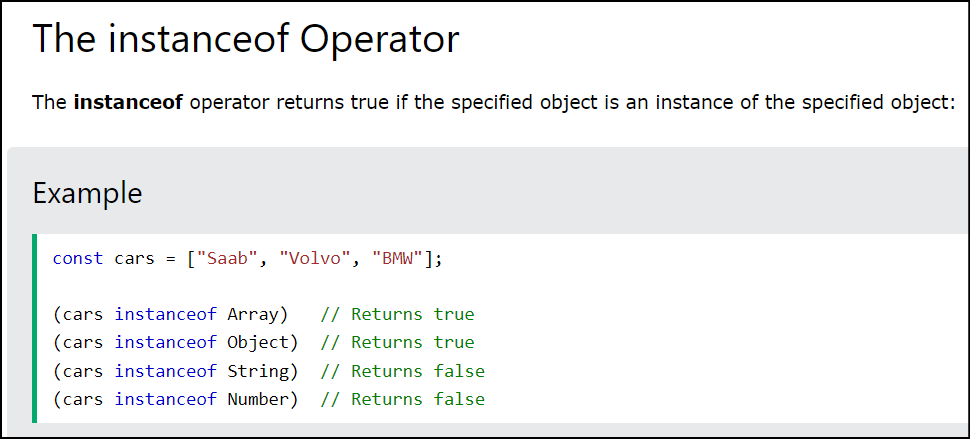 The instanceof Operator
The instanceof operator returns true if the specified object is an instance of the specified object:
Example
const cars = ["Saab", "Volvo", "BMW"];
(cars instanceof Array)   // Returns true
(cars instanceof Object)  // Returns true
(cars instanceof String)  // Returns false
(cars instanceof Number)  // Returns false